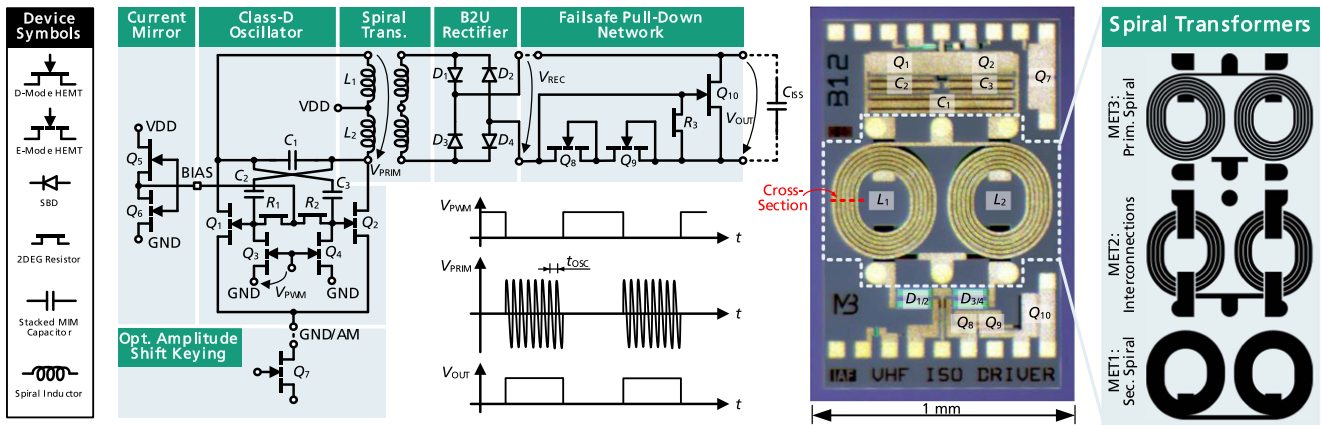 Device
Symbols
D-Mode HEMT
E-Mode HEMT
SBD
2DEG Resistor
Stacked MIM
Capacitor
Spiral Inductor
Current
Mirror
Class-D
Oscillator
Spiral
Trans.
B2U
Rectifier
Failsafe Pull-Down
Network
VDD
Q5
BIAS
Q6
GND
C1
C2
C3
R1
R2
Q1
Q2
Q3
Q4
GND
VPWM
GND
L1
VDD
L2
VPRIM
D1
D2
D3
D4
VREC
Q8
Q9
R3
Q10
VOUT
CISS
Opt. Amplitude
Shift Keying
GND/AM
Q7
VPWM
t
VPRIM
tOSC
t
VOUT
t
B12
Q1
Q2
Q7
C2
C3
C1
Cross-
Section
L1
L2
D1/2
D3/4
M3
Q8
Q9
Q10
IAF VHF ISO DRIVER
1 mm
Spiral Transformers
MET3:
Prim. Spiral
MET2:
Interconnections
MET1:
Sec. Spiral